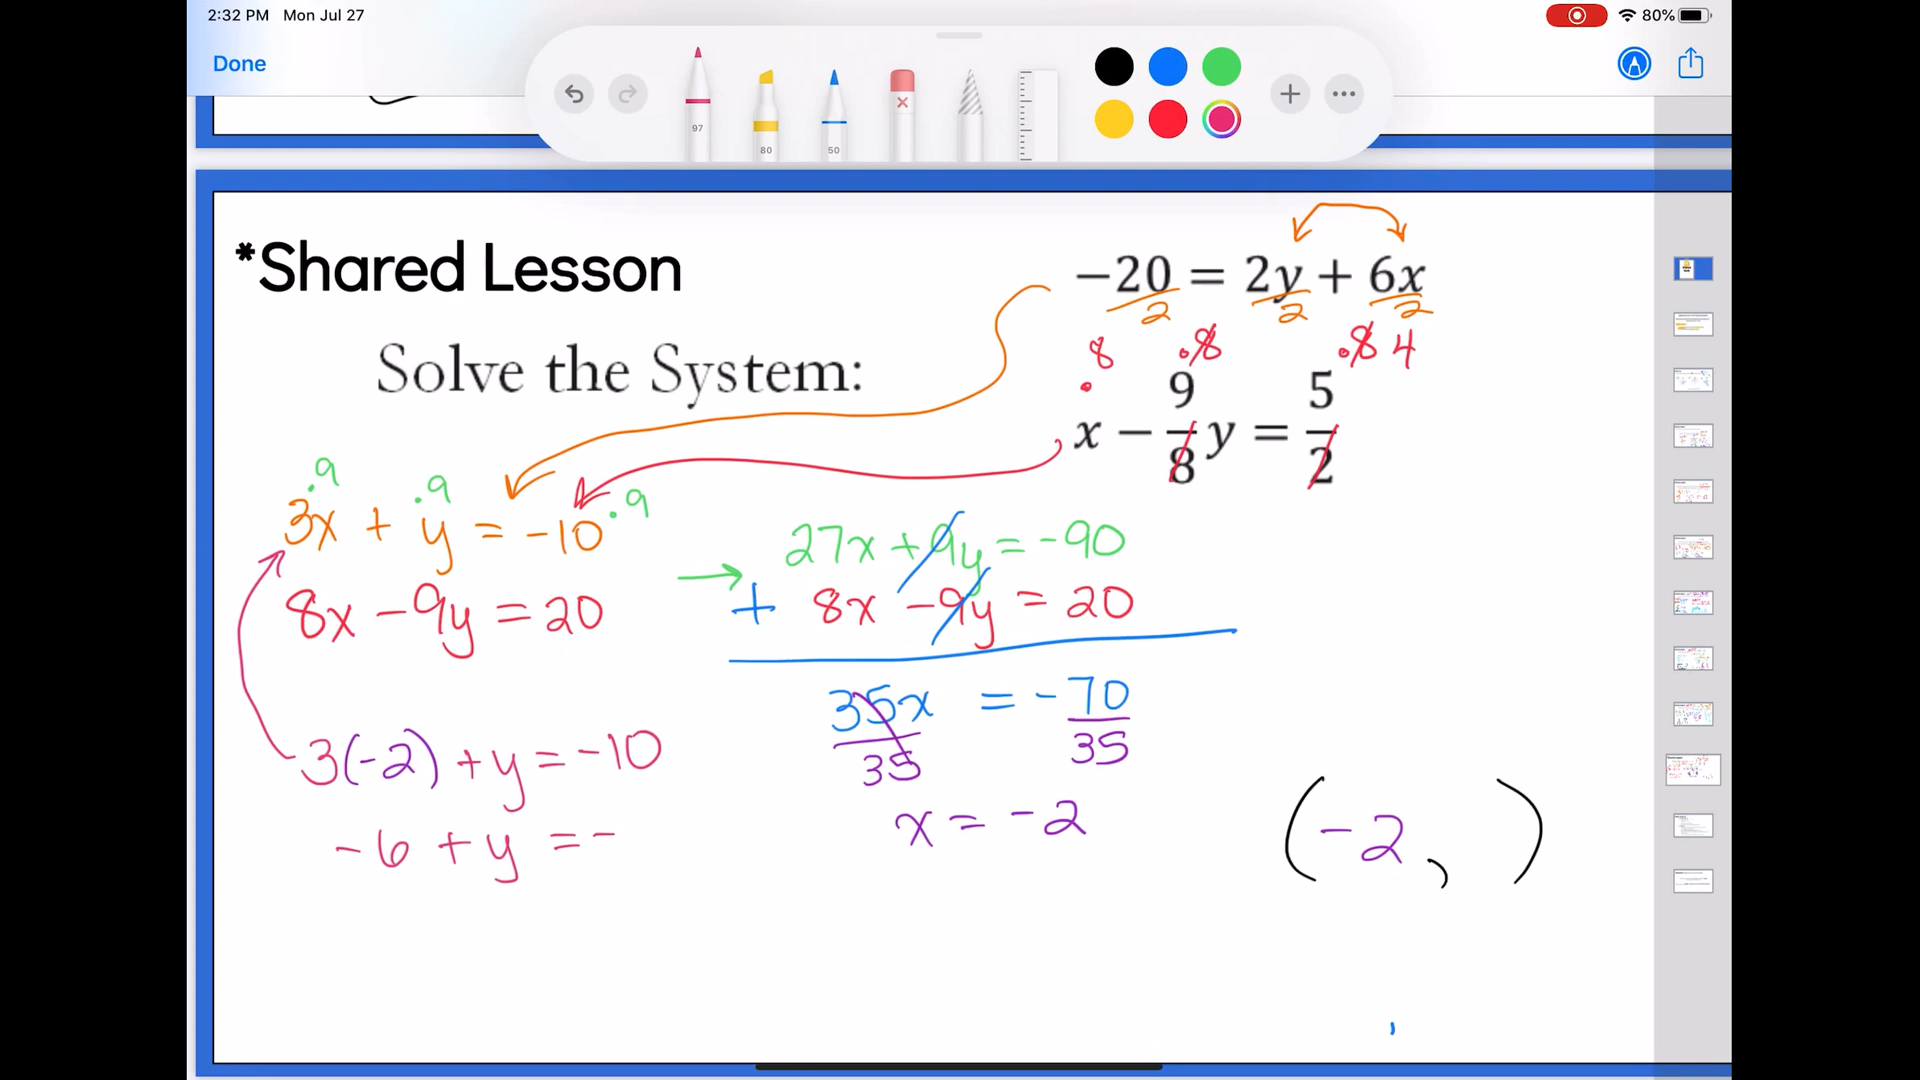 2:32 PM Mon Jul 27
80%
Done
97
80
50
*Shared Lesson
Solve the System:
−20 = 2y + 6x
2 2 2
8 .8 .8 4
.
x − 9/8 y = 5/2
.9 .9 .9
3x + y = -10
8x - 9y = 20
27x + 9y = -90
+ 8x - 9y = 20
35x = -70
35 35
x = -2
3(-2) + y = -10
-6 + y = -
(-2, )